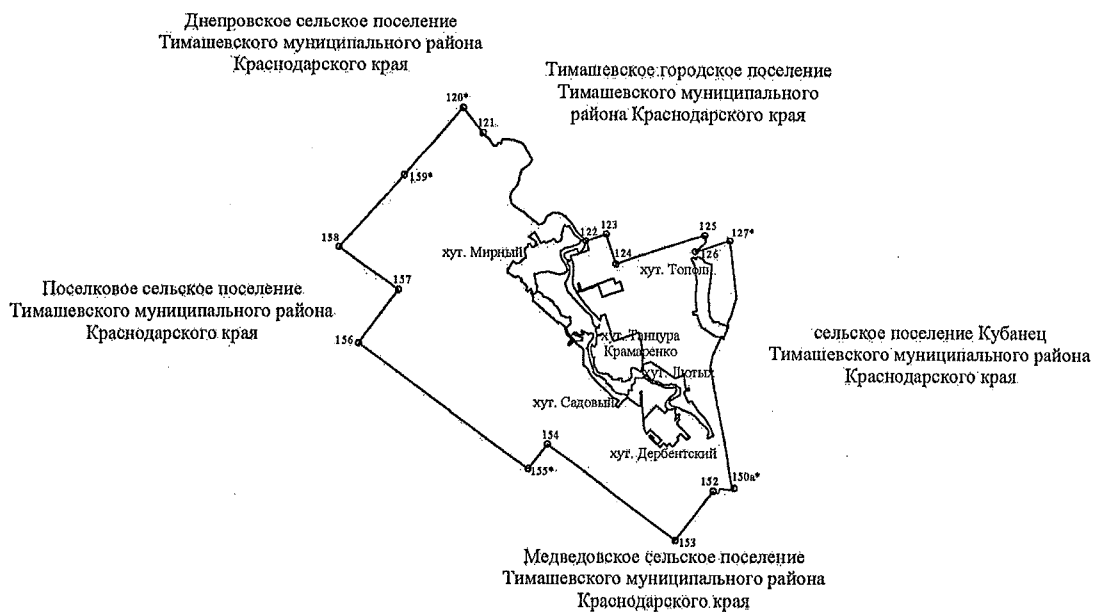 Днепровское сельское поселение
Тимашевского муниципального района
Краснодарского края
Тимашевское городское поселение
Тимашевского муниципального
района Краснодарского края
120*
121
159*
122
123
125
127*
158
хут. Мирный
124
126
хут. Тополи
157
Поселковое сельское поселение
Тимашевского муниципального района
Краснодарского края
156
хут. Танцура
Крамаренко
сельское поселение Кубанец
Тимашевского муниципального района
Краснодарского края
хут. Лютых
хут. Садовый
154
хут. Дербентский
155*
152
150а*
153
Медведовское сельское поселение
Тимашевского муниципального района
Краснодарского края